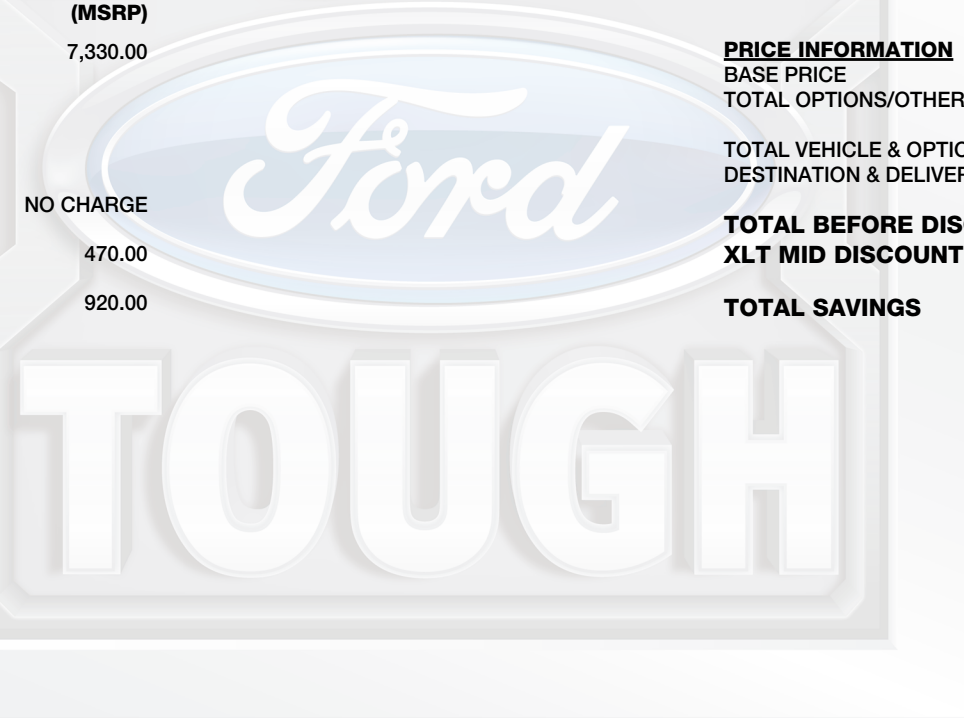 (MSRP)
7,330.00
NO CHARGE
470.00
920.00
PRICE INFORMATION
BASE PRICE
TOTAL OPTIONS/OTHER
TOTAL VEHICLE & OPTIO
DESTINATION & DELIVER
TOTAL BEFORE DIS
XLT MID DISCOUNT
TOTAL SAVINGS
Ford
TOUGH